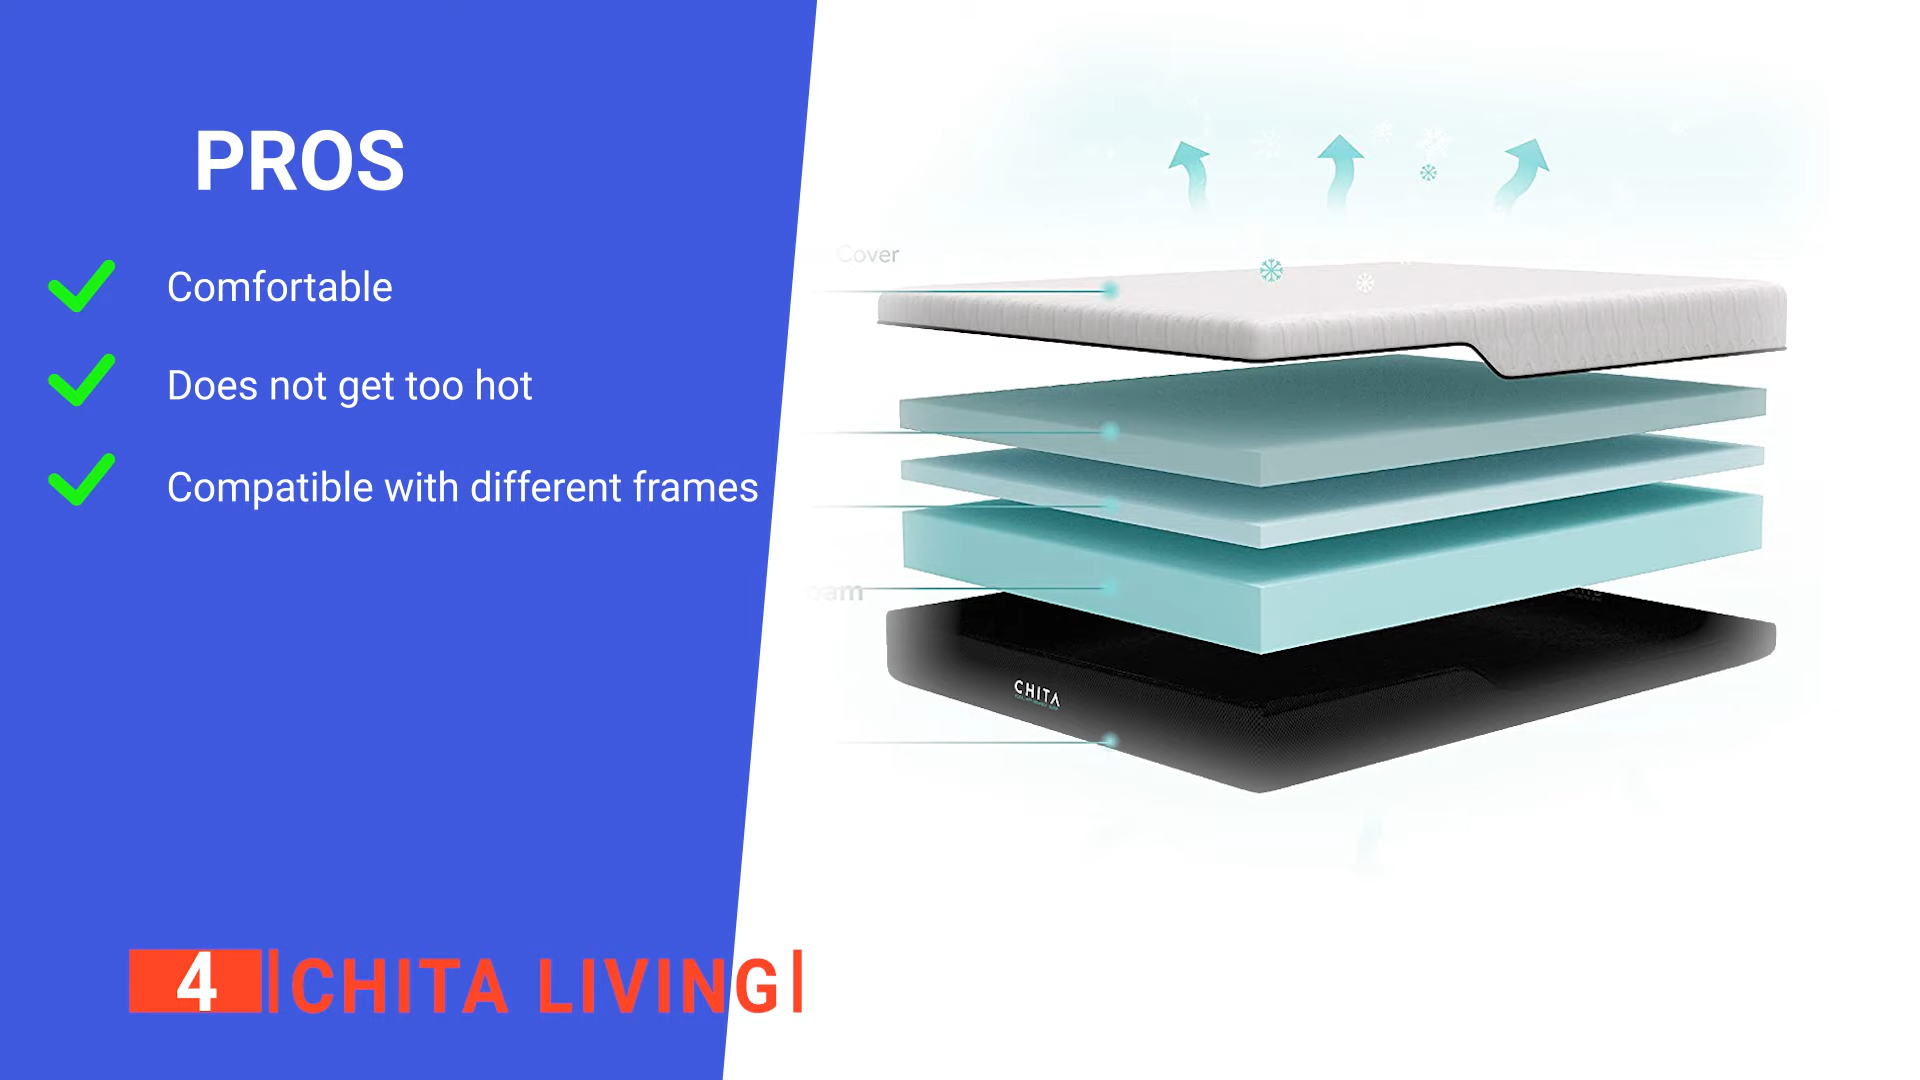 PROS
Comfortable
Does not get too hot
Compatible with different frames
Cover
CHITA
4 CHITA LIVING